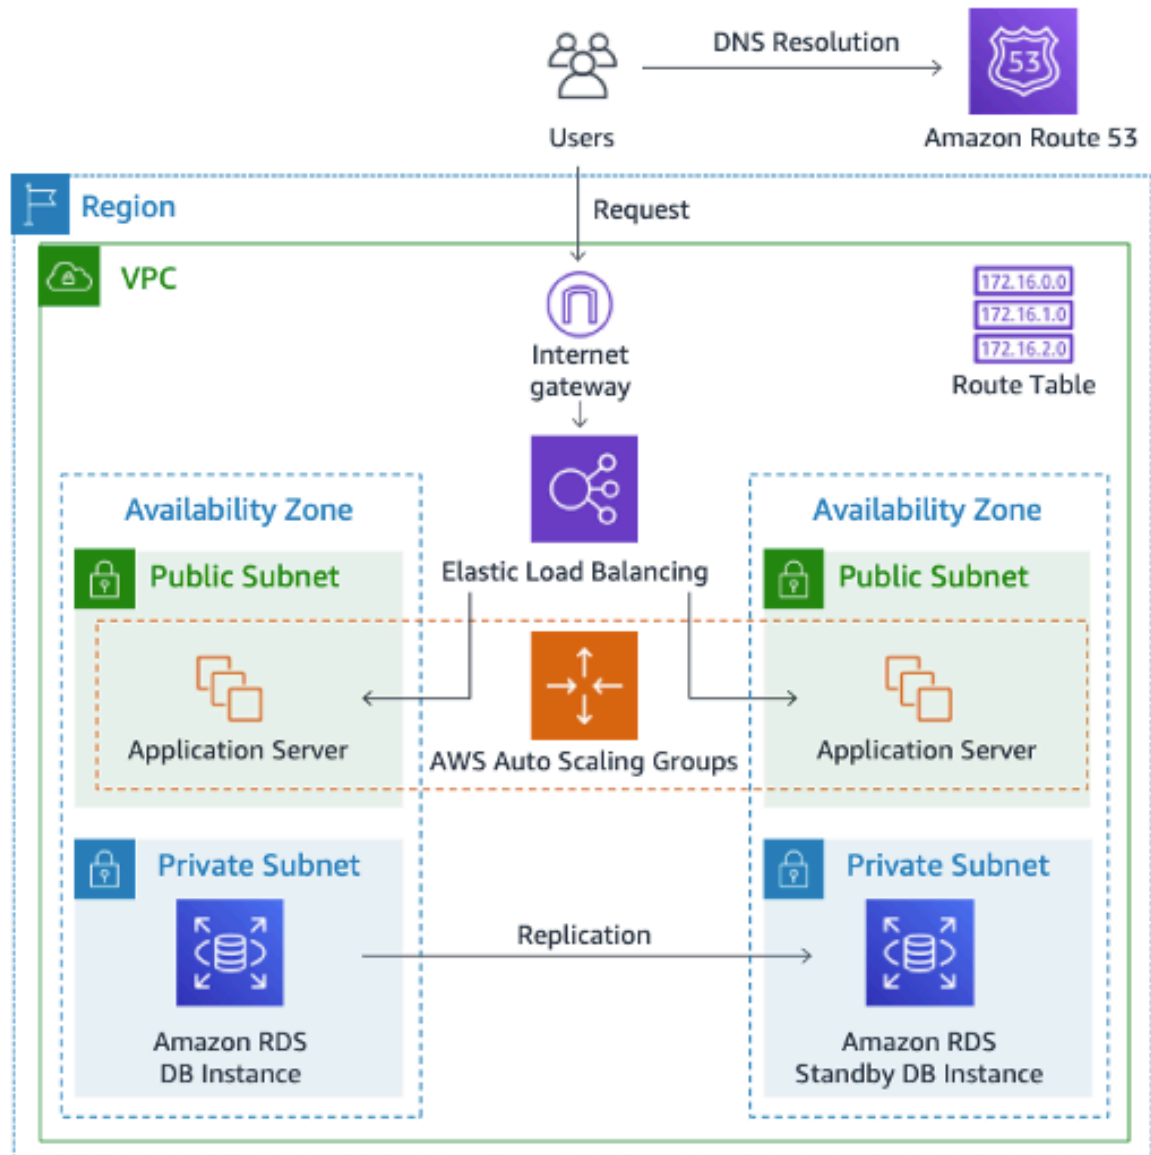 DNS Resolution
53
Users
Amazon Route 53
Region
Request
VPC
172.16.0.0
172.16.1.0
172.16.2.0
Route Table
Internet
gateway
Availability Zone
Availability Zone
Public Subnet
Elastic Load Balancing
Public Subnet
Application Server
AWS Auto Scaling Groups
Application Server
Private Subnet
Private Subnet
Replication
Amazon RDS
DB Instance
Amazon RDS
Standby DB Instance